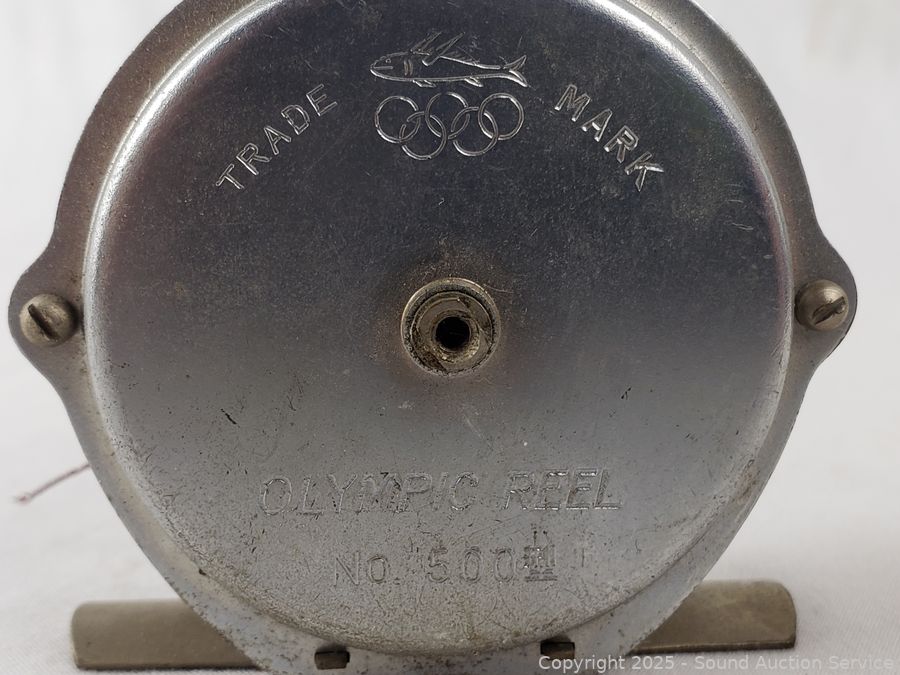 TRADE MARK
OLYMPIC REEL
No 500
Copyright 2025 - Sound Auction Service